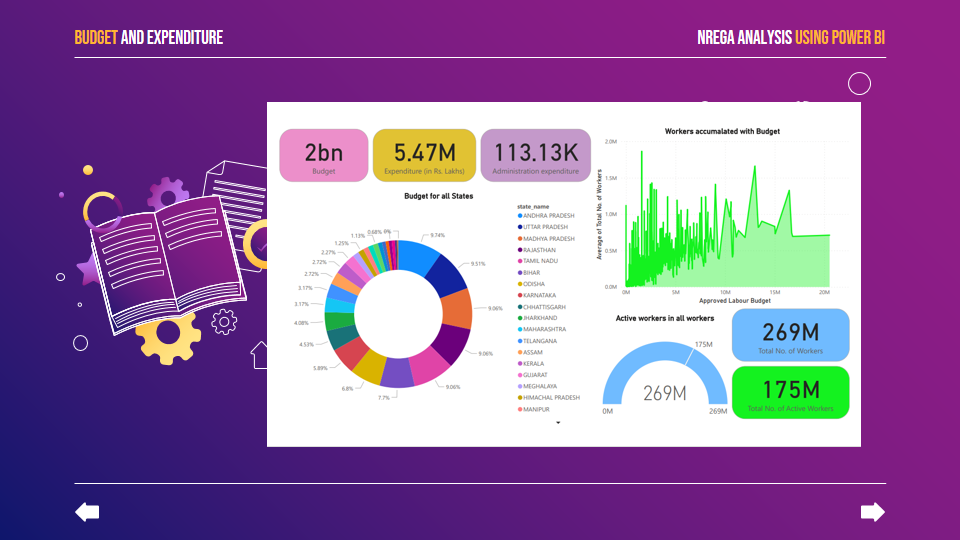 BUDGET AND EXPENDITURE
NREGA ANALYSIS USING POWER BI
2bn
Budget
5.47M
Expenditure (in Rs. Lakhs)
113.13K
Administration expenditure
Budget for all States
9.74%
9.51%
9.06%
9.06%
9.06%
7.7%
6.8%
5.89%
4.53%
4.08%
3.17%
3.17%
2.72%
2.72%
2.27%
1.25%
1.13%
0.68%
0%
state_name
ANDHRA PRADESH
UTTAR PRADESH
MADHYA PRADESH
RAJASTHAN
TAMIL NADU
BIHAR
ODISHA
KARNATAKA
CHHATTISGARH
JHARKHAND
MAHARASHTRA
TELANGANA
ASSAM
KERALA
GUJARAT
MEGHALAYA
HIMACHAL PRADESH
MANIPUR
Workers accumalated with Budget
Average of Total No. of Workers
2.0M
1.5M
1.0M
0.5M
0.0M
0M
5M
10M
15M
20M
Approved Labour Budget
Active workers in all workers
175M
269M
0M
269M
269M
Total No. of Workers
175M
Total No. of Active Workers